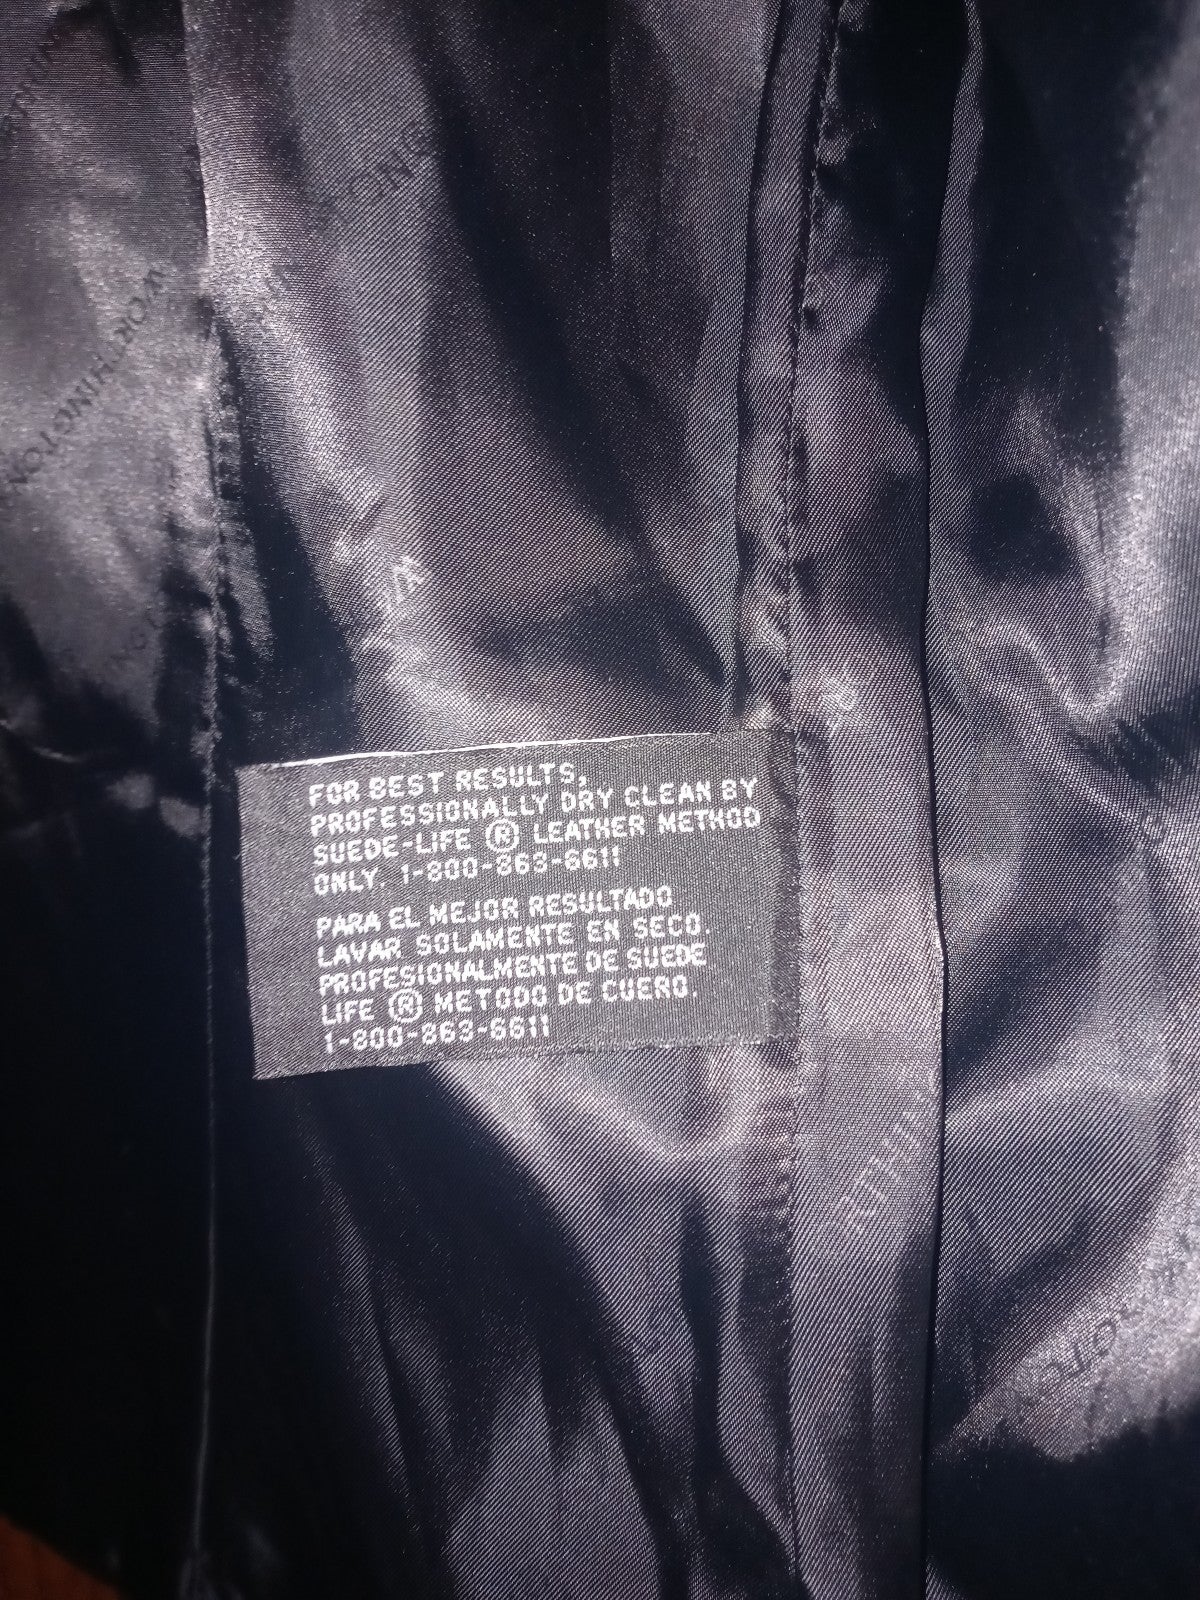 WORTHINGTON
FOR BEST RESULTS,
PROFESSIONALLY DRY CLEAN BY
SUEDE-LIFE ® LEATHER METHOD
ONLY. 1-800-863-6611
PARA EL MEJOR RESULTADO
LAVAR SOLAMENTE EN SECO.
PROFESIONALMENTE DE SUEDE
LIFE ® METODO DE CUERO.
1-800-863-6611